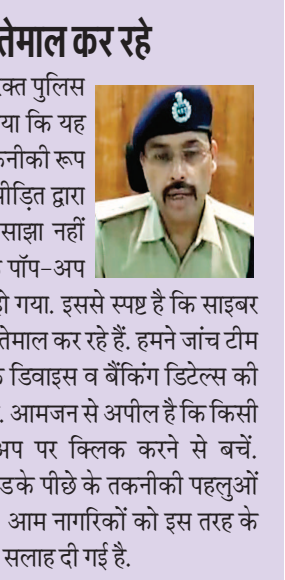 तेमाल कर रहे
क्त पुलिस
या कि यह
नीकी रूप
ीड़ित द्वारा
साझा नहीं
पॉप-अप
हो गया. इससे स्पष्ट है कि साइबर
तेमाल कर रहे हैं. हमने जांच टीम
डिवाइस व बैंकिंग डिटेल्स की
. आमजन से अपील है कि किसी
अप पर क्लिक करने से बचें.
डके पीछे के तकनीकी पहलुओं
आम नागरिकों को इस तरह के
सलाह दी गई है.